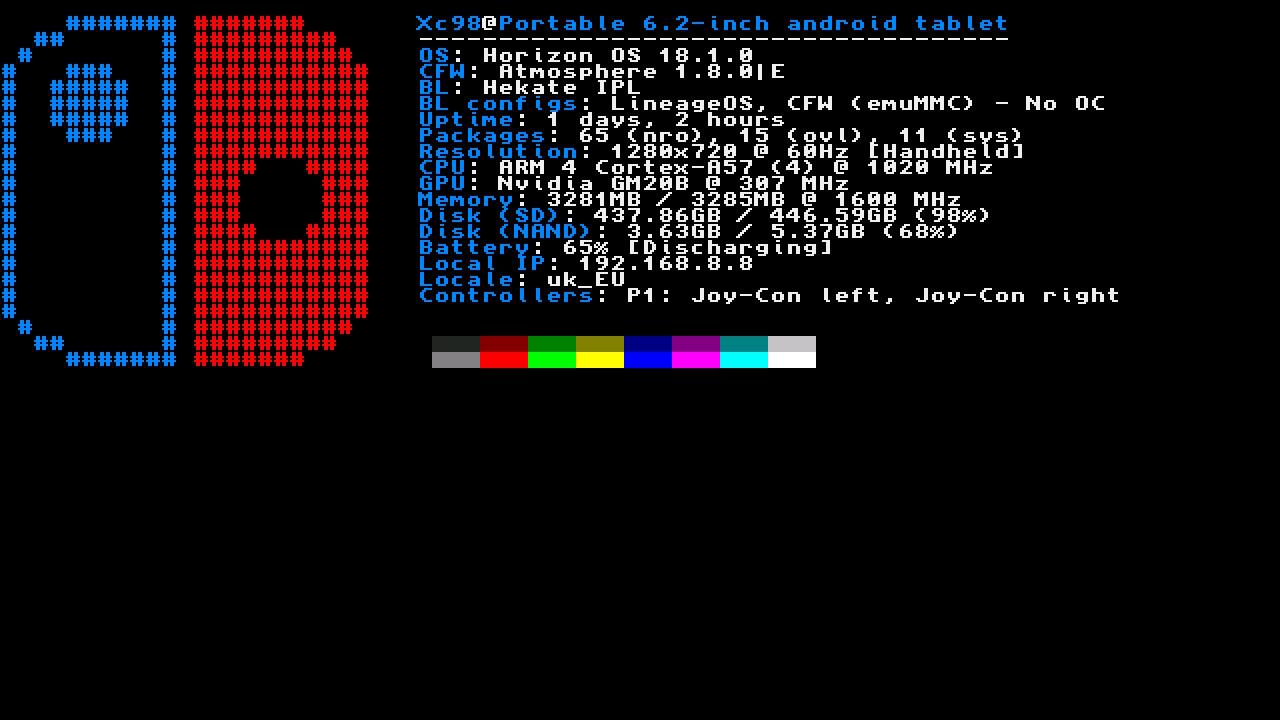 Xc98@Portable 6.2-inch android tablet
-------------------------------------
OS: Horizon OS 18.1.0
CFW: Atmosphere 1.8.0|E
BL: Hekate IPL
BL configs: LineageOS, CFW (emuMMC) - No OC
Uptime: 1 days, 2 hours
Packages: 65 (nro), 15 (ovl), 11 (sys)
Resolution: 1280x720 @ 60Hz [Handheld]
CPU: ARM 4 Cortex-A57 (4) @ 1020 MHz
GPU: Nvidia GM20B @ 307 MHz
Memory: 3281MB / 3285MB @ 1600 MHz
Disk (SD): 437.86GB / 446.59GB (98%)
Disk (NAND): 3.63GB / 5.37GB (68%)
Battery: 65% [Discharging]
Local IP: 192.168.8.8
Locale: uk_EU
Controllers: P1: Joy-Con left, Joy-Con right